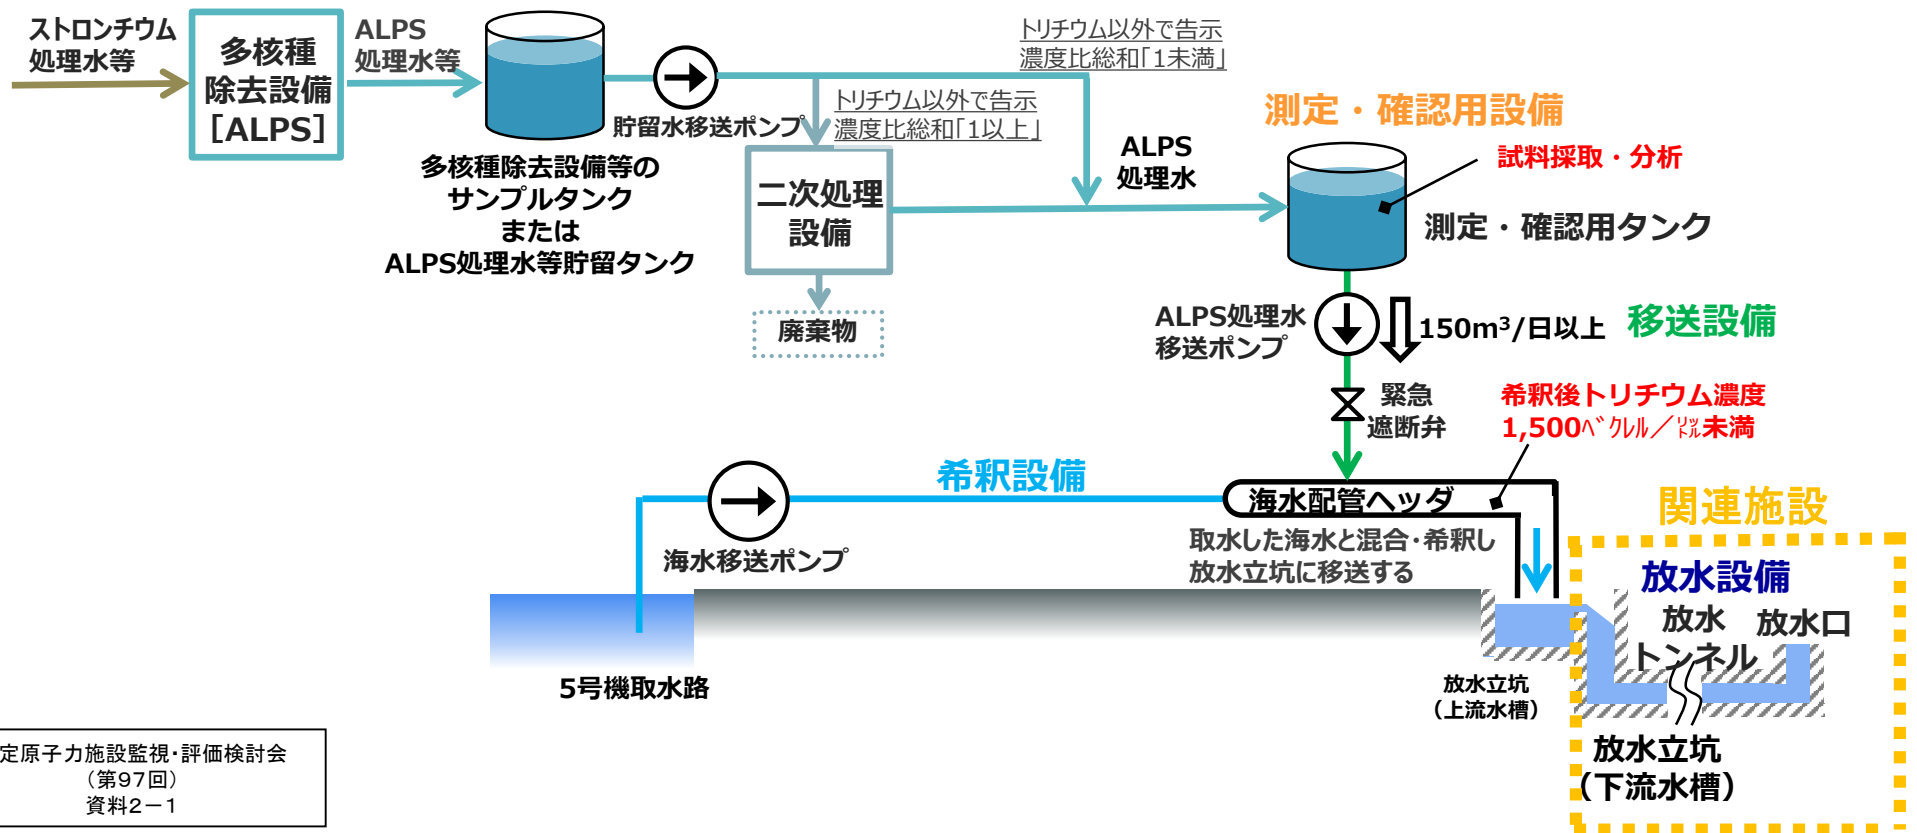 ストロンチウム
処理水等
多核種
除去設備
[ALPS]
ALPS
処理水等
貯留水移送ポンプ
多核種除去設備等の
サンプルタンク
または
ALPS処理水等貯留タンク
トリチウム以外で告示
濃度比総和｢1未満｣
トリチウム以外で告示
濃度比総和｢1以上｣
二次処理
設備
廃棄物
ALPS
処理水
測定・確認用設備
試料採取・分析
測定・確認用タンク
ALPS処理水
移送ポンプ
150m³/日以上
移送設備
緊急
遮断弁
希釈後トリチウム濃度
1,500ﾍﾞｸﾚﾙ／㍑未満
希釈設備
海水移送ポンプ
海水配管ヘッダ
取水した海水と混合･希釈し
放水立坑に移送する
5号機取水路
放水立坑
（上流水槽）
関連施設
放水設備
放水
トンネル
放水口
放水立坑
（下流水槽）
定原子力施設監視・評価検討会
（第97回）
資料2－1